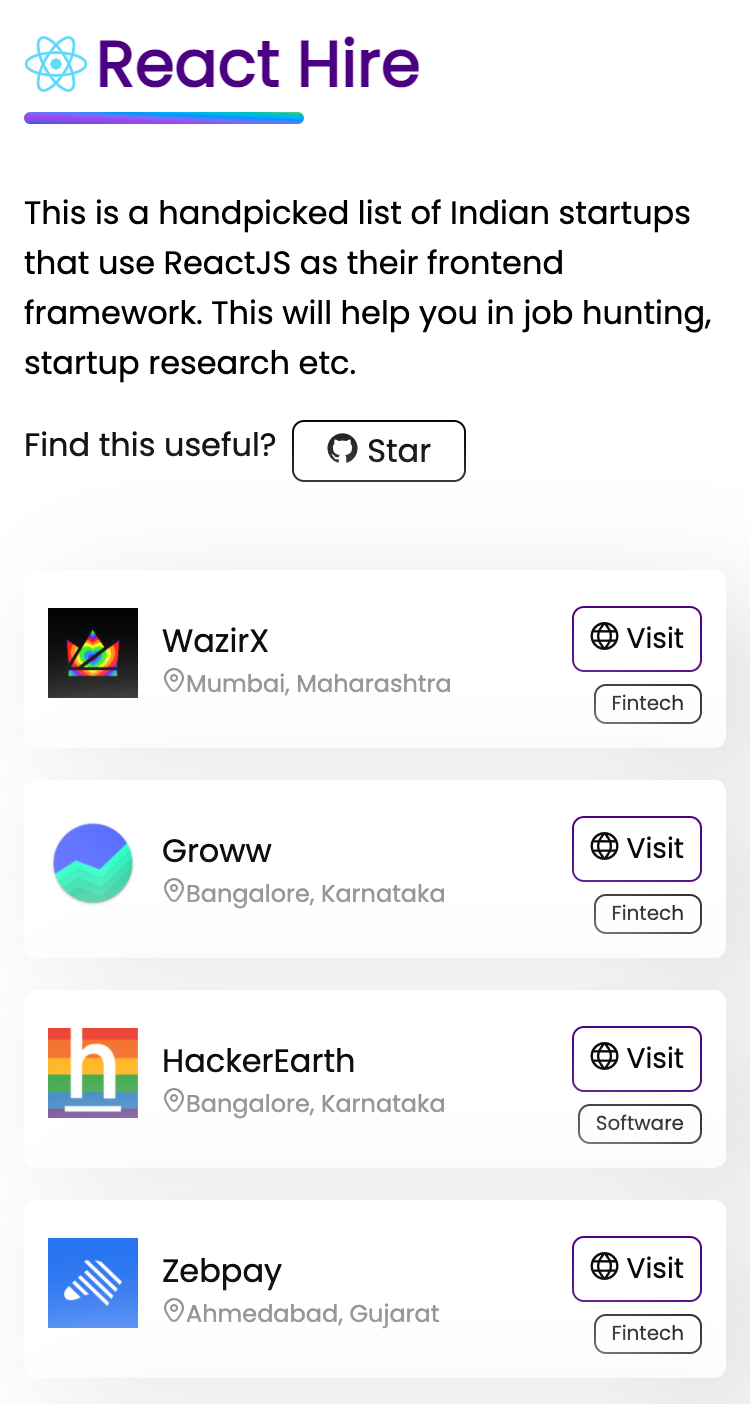 React Hire
This is a handpicked list of Indian startups
that use ReactJS as their frontend
framework. This will help you in job hunting,
startup research etc.
Find this useful? Star
WazirX
Mumbai, Maharashtra
Visit
Fintech
Groww
Bangalore, Karnataka
Visit
Fintech
h
HackerEarth
Bangalore, Karnataka
Visit
Software
Zebpay
Ahmedabad, Gujarat
Visit
Fintech